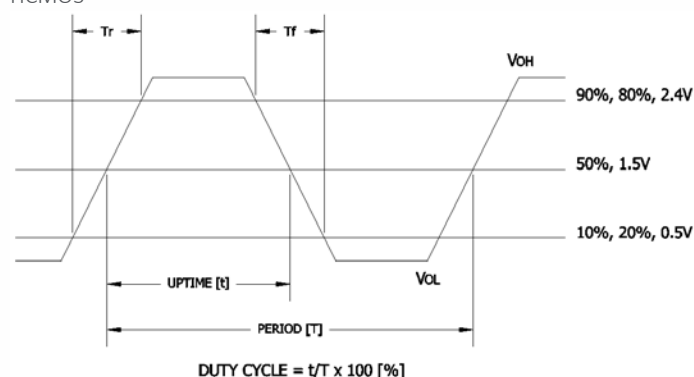 HCMOS
Tr
Tf
VOH
90%, 80%, 2.4V
50%, 1.5V
10%, 20%, 0.5V
UPTIME [t]
VOL
PERIOD [T]
DUTY CYCLE = t/T x 100 [%]